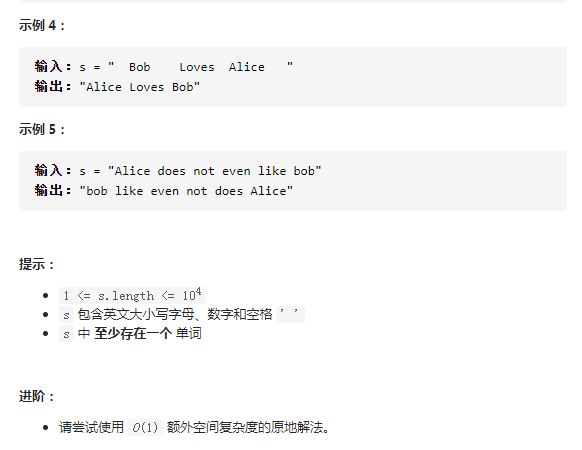 示例 4：
输入：s = "  Bob    Loves  Alice   "
输出："Alice Loves Bob"
示例 5：
输入：s = "Alice does not even like bob"
输出："bob like even not does Alice"
提示：
• 1 <= s.length <= 10⁴
• s 包含英文大小写字母、数字和空格 ' '
• s 中 至少存在一个 单词
进阶：
• 请尝试使用 O(1) 额外空间复杂度的原地解法。